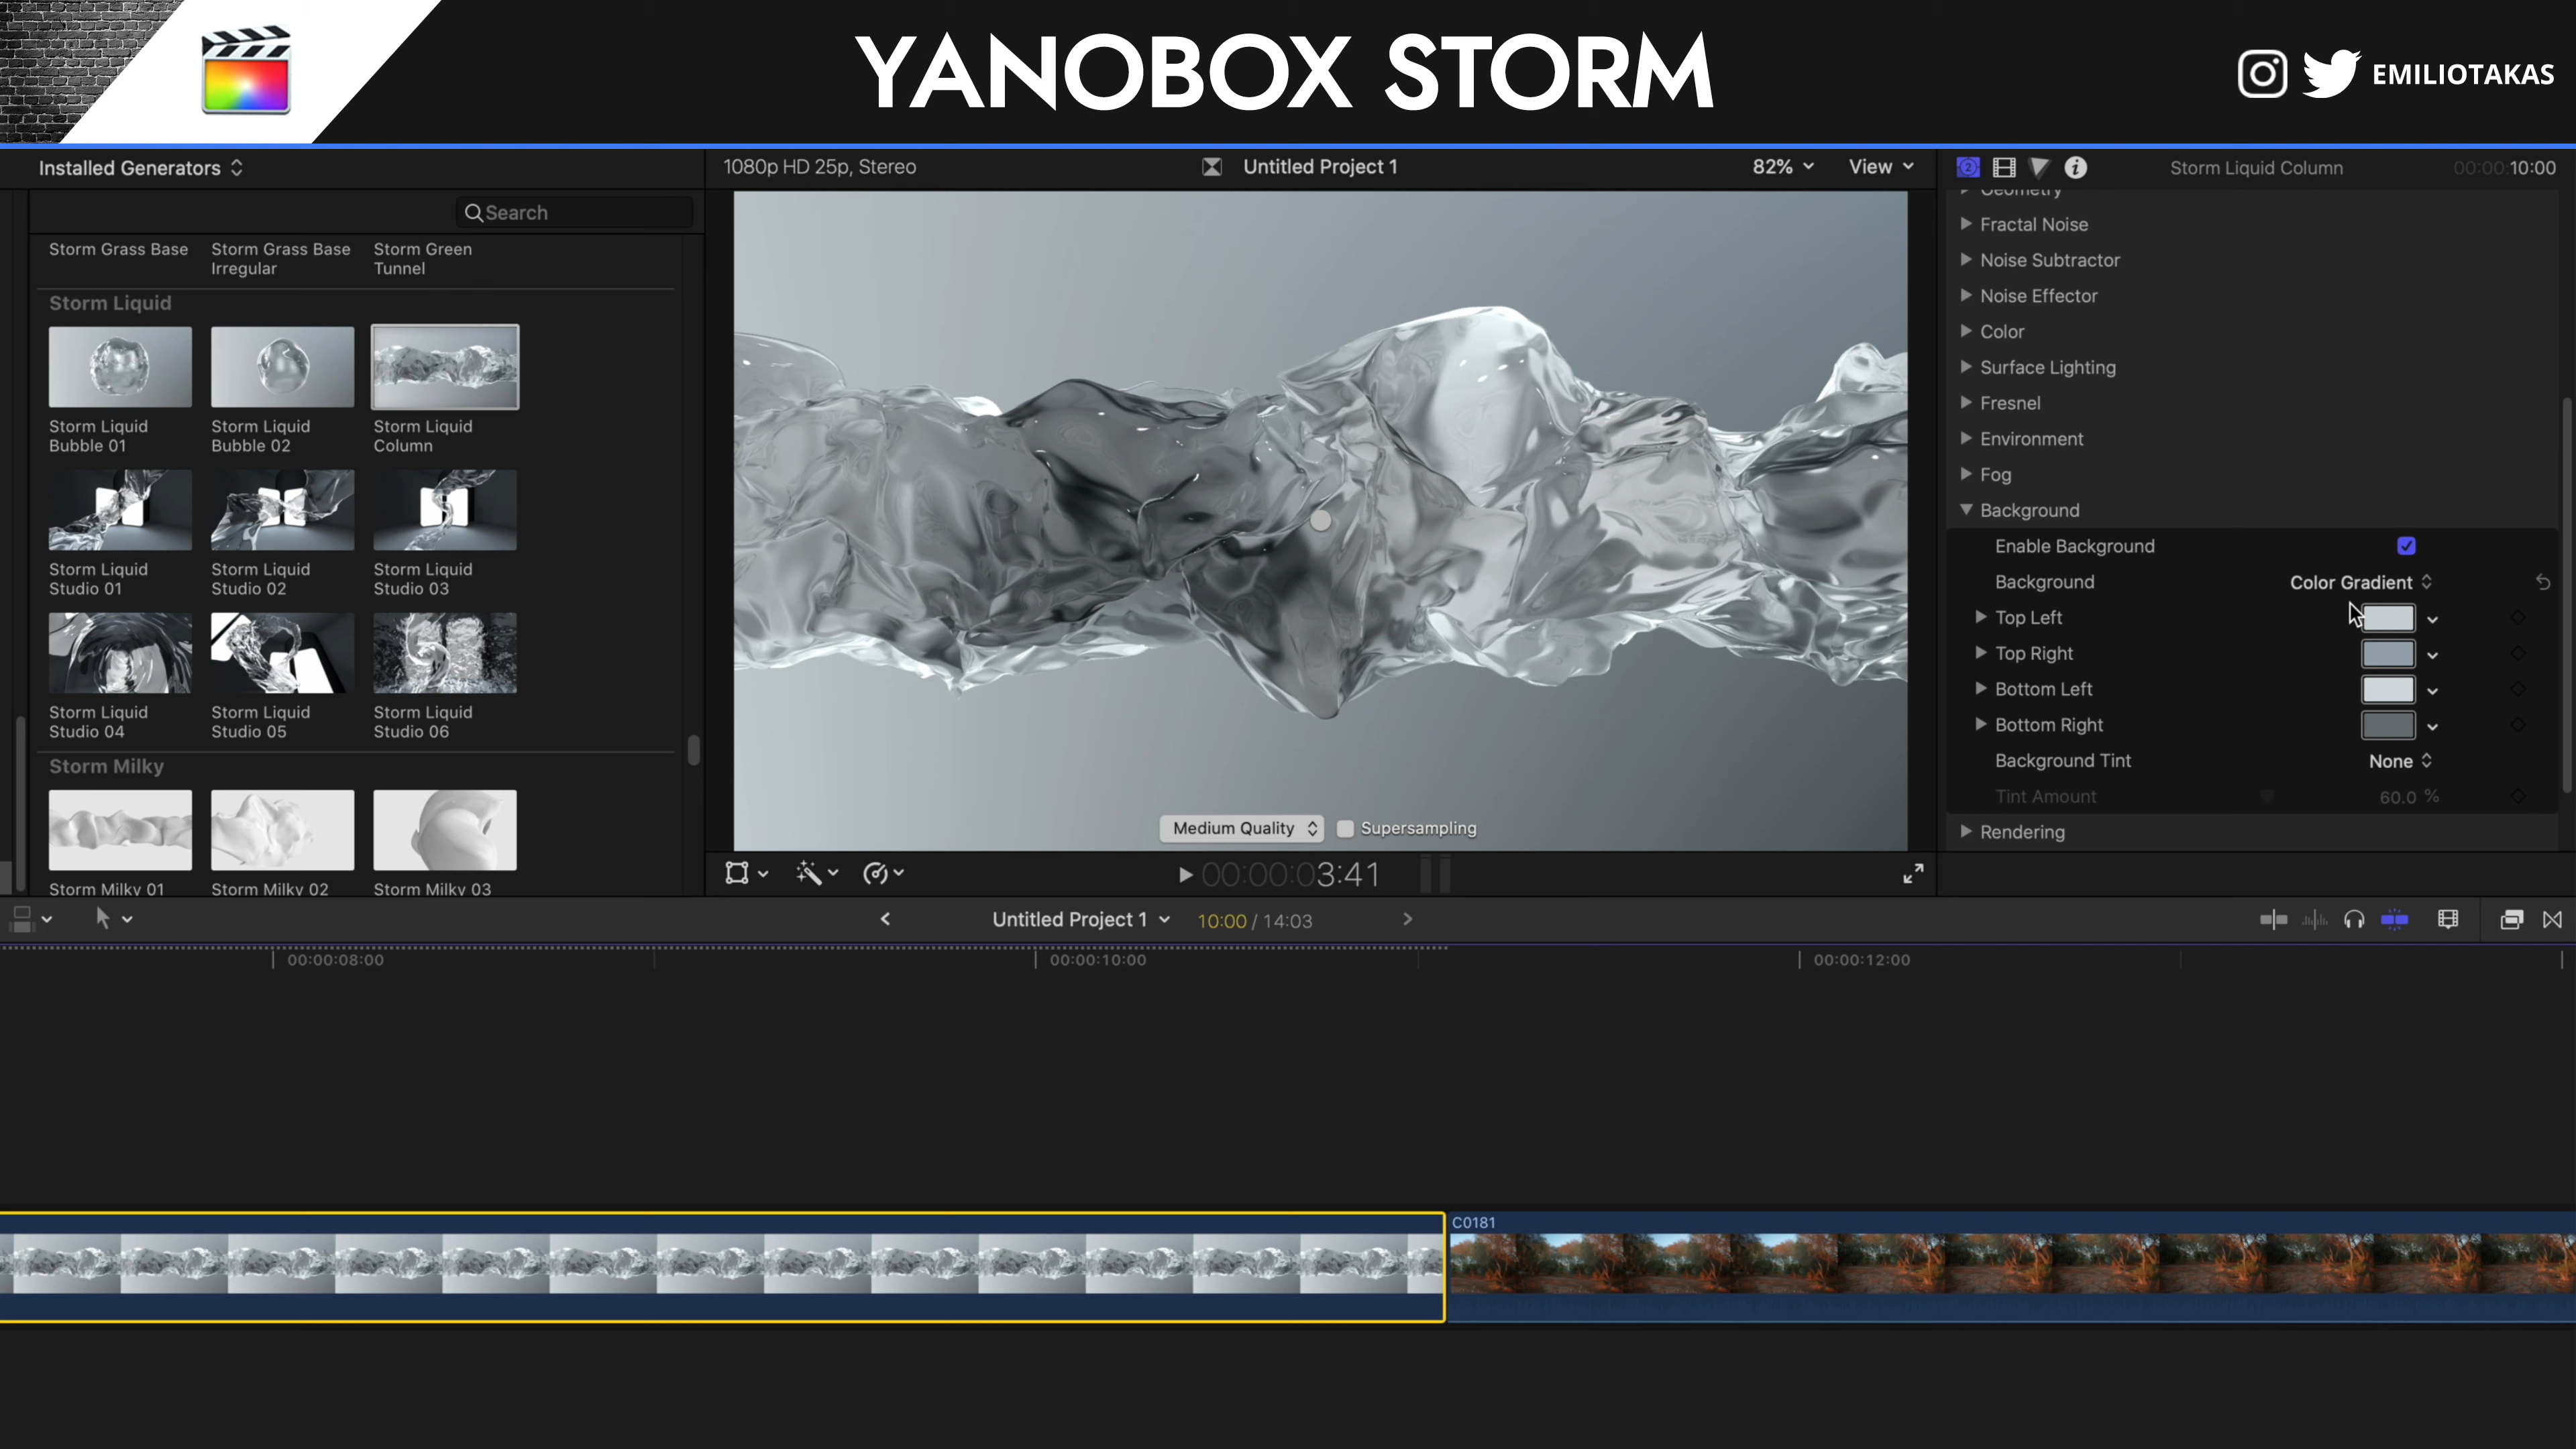 YANOBOX STORM
EMILIOTAKAS
Installed Generators
1080p HD 25p, Stereo
Untitled Project 1
82%
View
Storm Liquid Column
00:00:10:00
Search
Storm Grass Base
Storm Grass Base
Irregular
Storm Green
Tunnel
Storm Liquid
Storm Liquid
Bubble 01
Storm Liquid
Bubble 02
Storm Liquid
Column
Storm Liquid
Studio 01
Storm Liquid
Studio 02
Storm Liquid
Studio 03
Storm Liquid
Studio 04
Storm Liquid
Studio 05
Storm Liquid
Studio 06
Storm Milky
Storm Milky 01
Storm Milky 02
Storm Milky 03
Medium Quality
Supersampling
00:00:03:41
Geometry
Fractal Noise
Noise Subtractor
Noise Effector
Color
Surface Lighting
Fresnel
Environment
Fog
Background
Enable Background
Background
Color Gradient
Top Left
Top Right
Bottom Left
Bottom Right
Background Tint
None
Tint Amount
60.0 %
Rendering
Untitled Project 1
10:00 / 14:03
00:00:08:00
00:00:10:00
00:00:12:00
C0181